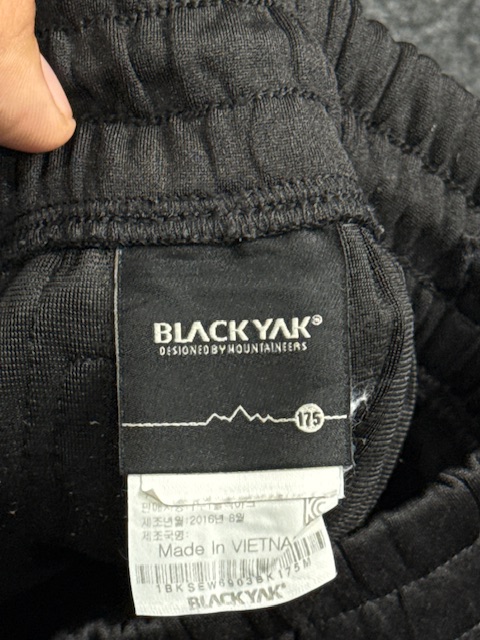 BLACKYAK®
DESIGNED BY MOUNTAINEERS
175
제조년월: 2016년 8월
제조국명:
Made In VIETNA
BLACKYAK®